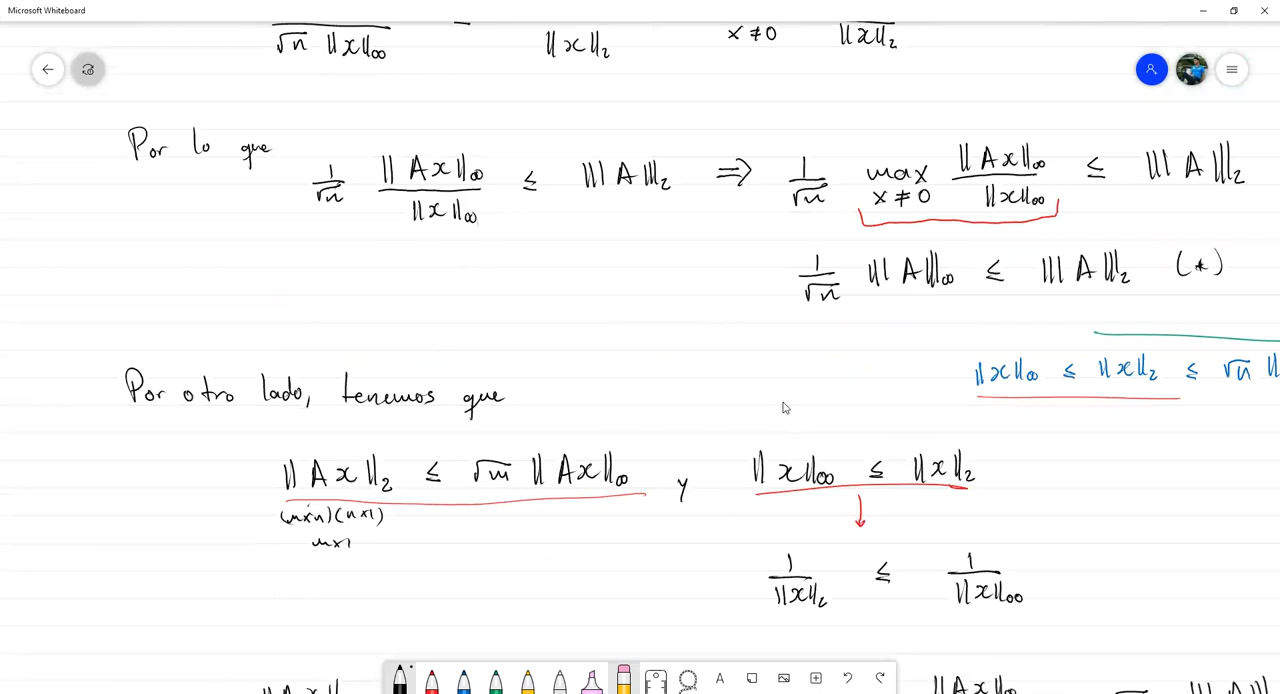 Microsoft Whiteboard
√n ||x||∞ = ||x||₂ x ≠ 0 ||x||₂
Por lo que
1/√n ||Ax||∞/||x||∞ ≤ |||A|||₂ ⇒ 1/√n max x ≠ 0 ||Ax||∞/||x||∞ ≤ |||A|||₂
1/√n |||A|||∞ ≤ |||A|||₂ (*)
||x||∞ ≤ ||x||₂ ≤ √n ||
Por otro lado, tenemos que
||Ax||₂ ≤ √m ||Ax||∞ y ||x||∞ ≤ ||x||₂
(m×n)(n×1)
m×1
1/||x||₂ ≤ 1/||x||∞
A